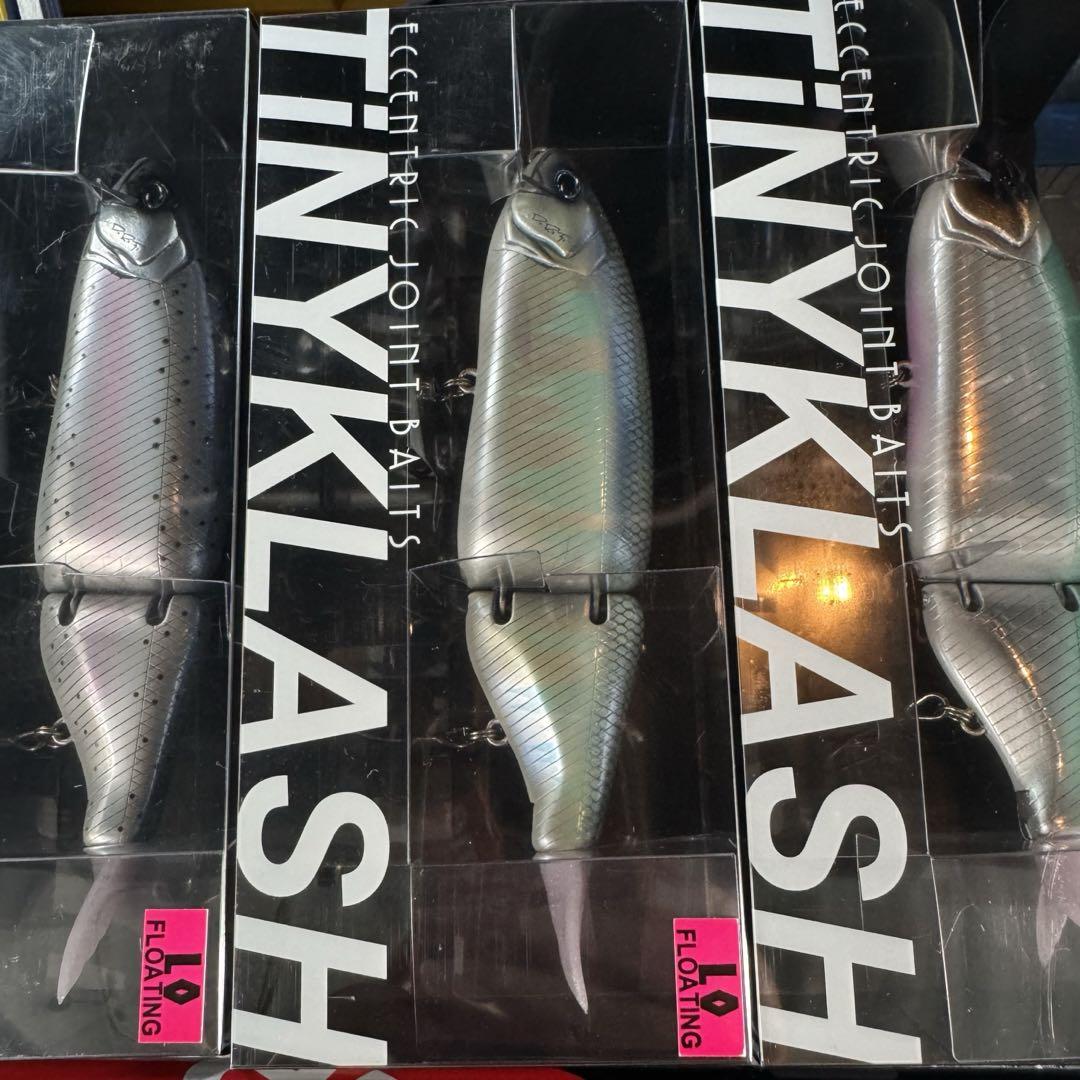 TiNYKLASH
ECCENTRIC JOINT BAITS
TiNYKLASH
ECCENTRIC JOINT BAITS
LO
FLOATING
LO
FLOATING